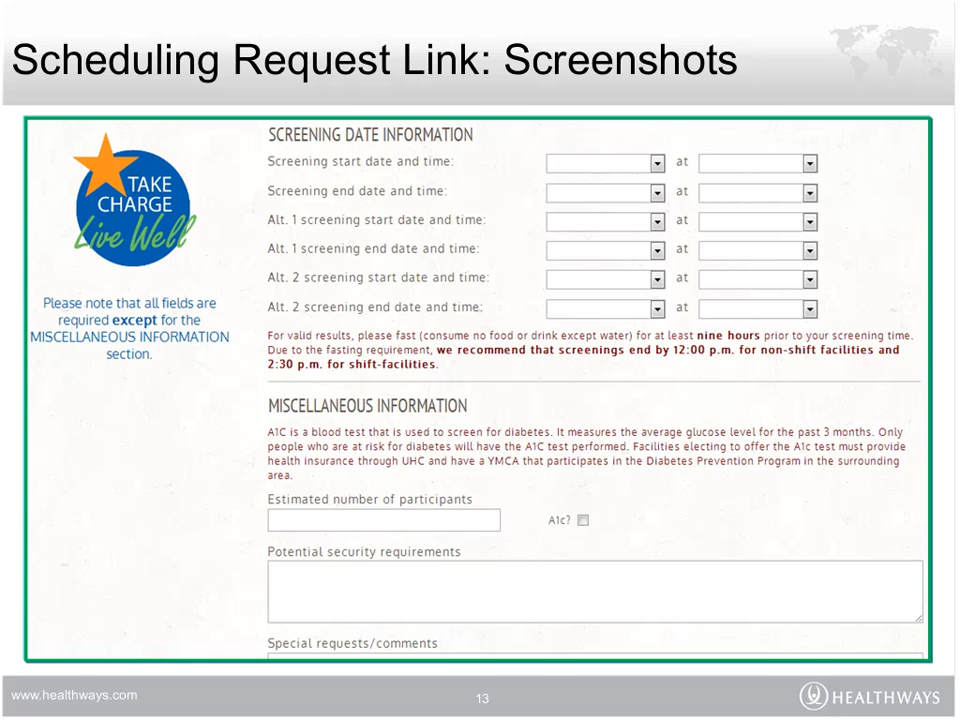 Scheduling Request Link: Screenshots
TAKE
CHARGE
Live Well
Please note that all fields are
required except for the
MISCELLANEOUS INFORMATION
section.
SCREENING DATE INFORMATION
Screening start date and time: at
Screening end date and time: at
Alt. 1 screening start date and time: at
Alt. 1 screening end date and time: at
Alt. 2 screening start date and time: at
Alt. 2 screening end date and time: at
For valid results, please fast (consume no food or drink except water) for at least nine hours prior to your screening time.
Due to the fasting requirement, we recommend that screenings end by 12:00 p.m. for non-shift facilities and
2:30 p.m. for shift-facilities.
MISCELLANEOUS INFORMATION
A1C is a blood test that is used to screen for diabetes. It measures the average glucose level for the past 3 months. Only
people who are at risk for diabetes will have the A1C test performed. Facilities electing to offer the A1c test must provide
health insurance through UHC and have a YMCA that participates in the Diabetes Prevention Program in the surrounding
area.
Estimated number of participants
A1c?
Potential security requirements
Special requests/comments
www.healthways.com
13
HEALTHWAYS